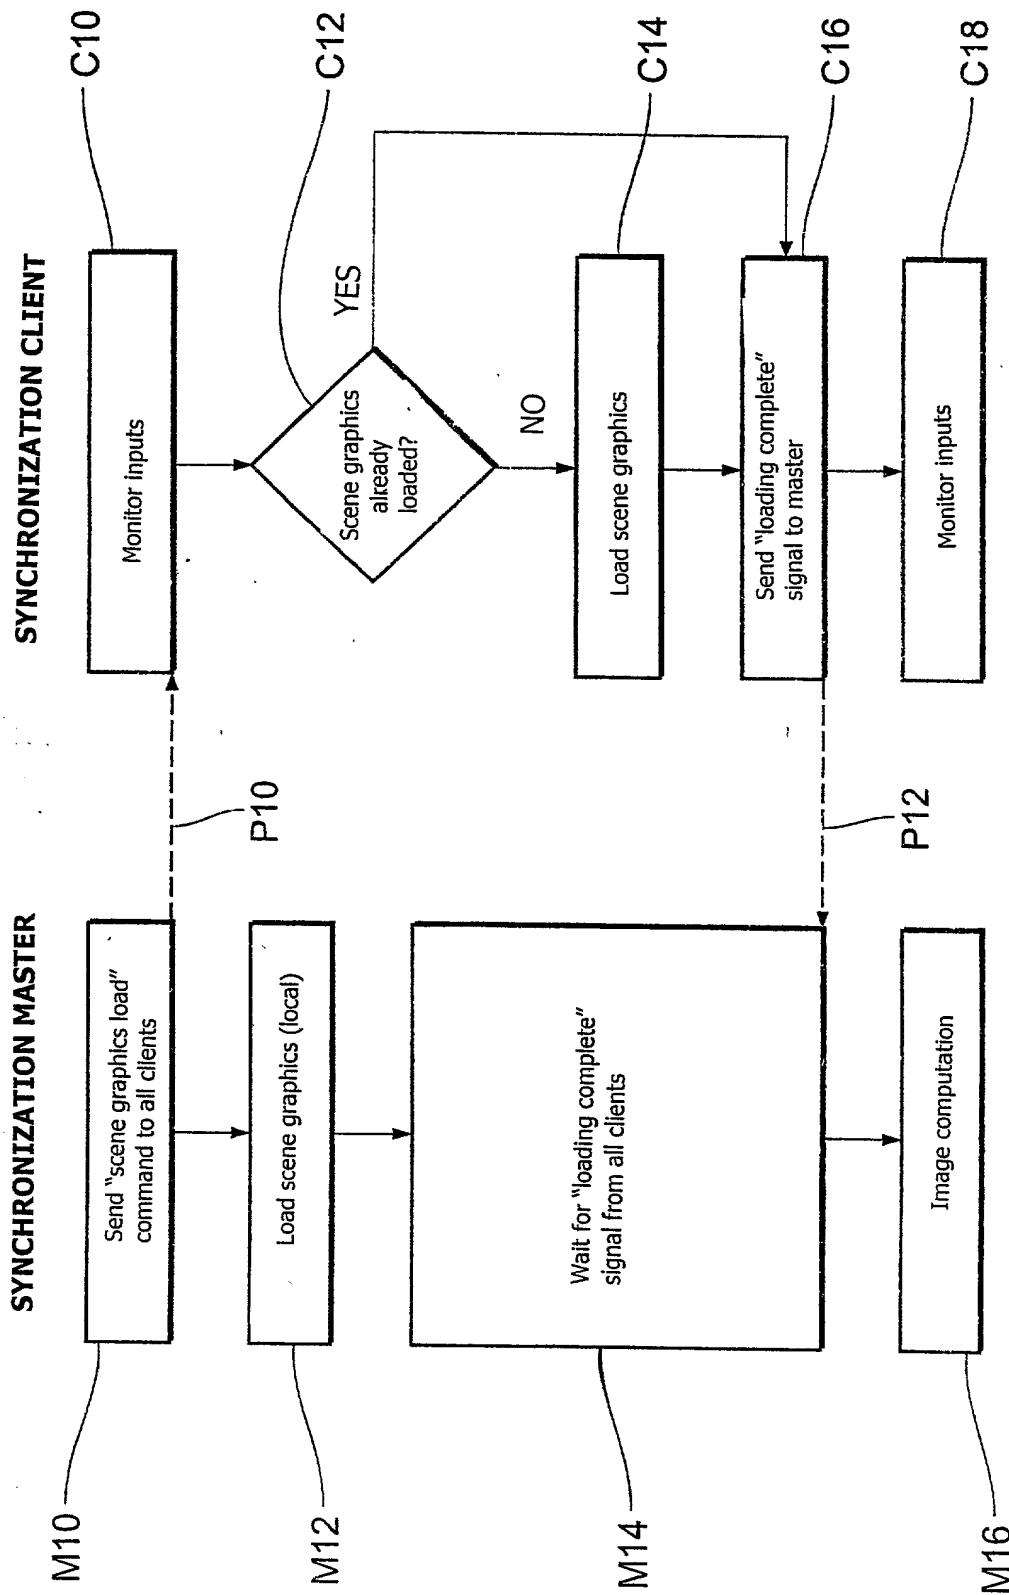 SYNCHRONIZATION MASTER
M10
Send “scene graphics load”
command to all clients
M12
Load scene graphics (local)
M14
Wait for “loading complete”
signal from all clients
M16
Image computation
P10
P12
SYNCHRONIZATION CLIENT
C10
Monitor inputs
C12
Scene graphics
already
loaded?
YES
NO
C14
Load scene graphics
C16
Send “loading complete”
signal to master
C18
Monitor inputs